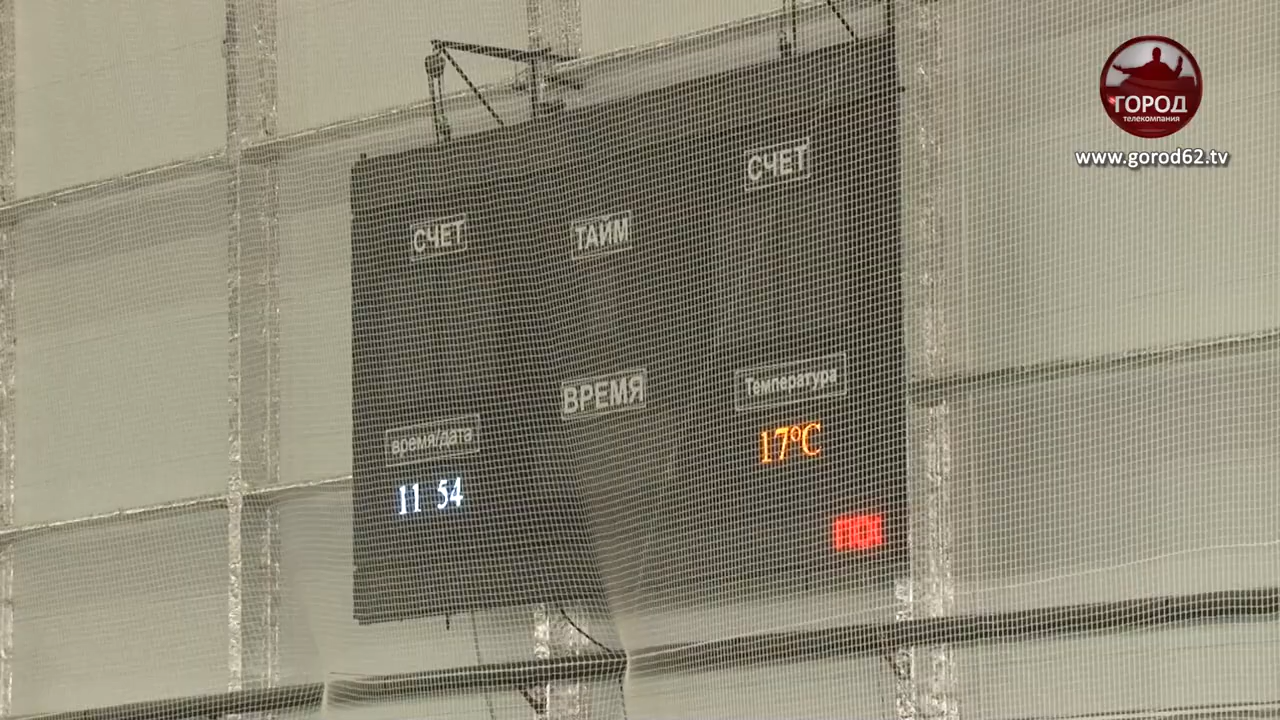 ГОРОД
телекомпания
www.gorod62.tv
СЧЕТ
ТАЙМ
СЧЕТ
ВРЕМЯ
Температура
17°C
время/дата
11 54